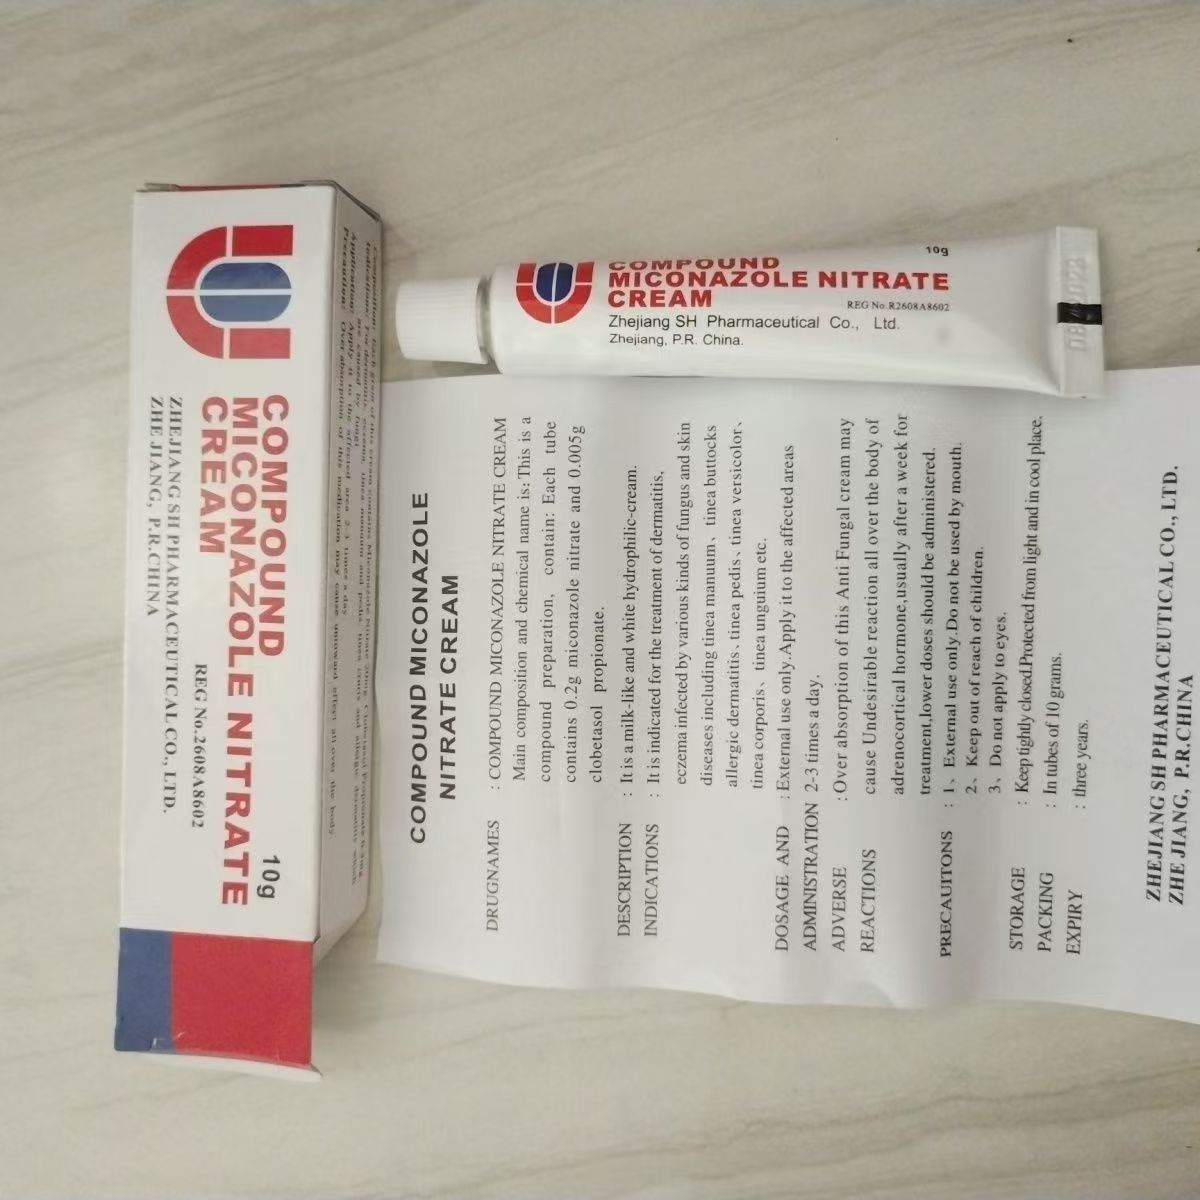 COMPOUND
MICONAZOLE NITRATE
CREAM
10g
REG No.2608A8602
ZHEJIANG SH PHARMACEUTICAL CO., LTD.
ZHE JIANG, P.R.CHINA
COMPOUND
MICONAZOLE NITRATE
CREAM
10g
REG No.R2608A8602
Zhejiang SH Pharmaceutical Co., Ltd.
Zhejiang, P.R. China.
COMPOUND MICONAZOLE
NITRATE CREAM
DRUGNAMES : COMPOUND MICONAZOLE NITRATE CREAM
Main composition and chemical name is: This is a
compound preparation, contain: Each tube
contains 0.2g miconazole nitrate and 0.005g
clobetasol propionate.
DESCRIPTION : It is a milk-like and white hydrophilic-cream.
INDICATIONS : It is indicated for the treatment of dermatitis,
eczema infected by various kinds of fungus and skin
diseases including tinea manuum、 tinea buttocks
allergic dermatitis、tinea pedis、tinea versicolor、
tinea corporis、tinea unguium etc.
DOSAGE AND : External use only.Apply it to the affected areas
ADMINISTRATION 2-3 times a day.
ADVERSE : Over absorption of this Anti Fungal cream may
REACTIONS cause Undesirable reaction all over the body of
adrenocortical hormone,usually after a week for
treatment,lower doses should be administered.
PRECAUITONS : 1、External use only.Do not be used by mouth.
2、Keep out of reach of children.
3、Do not apply to eyes.
STORAGE : Keep tightly closed.Protected from light and in cool place.
PACKING : In tubes of 10 grams.
EXPIRY : three years.
ZHEJIANG SH PHARMACEUTICAL CO., LTD.
ZHE JIANG, P.R.CHINA